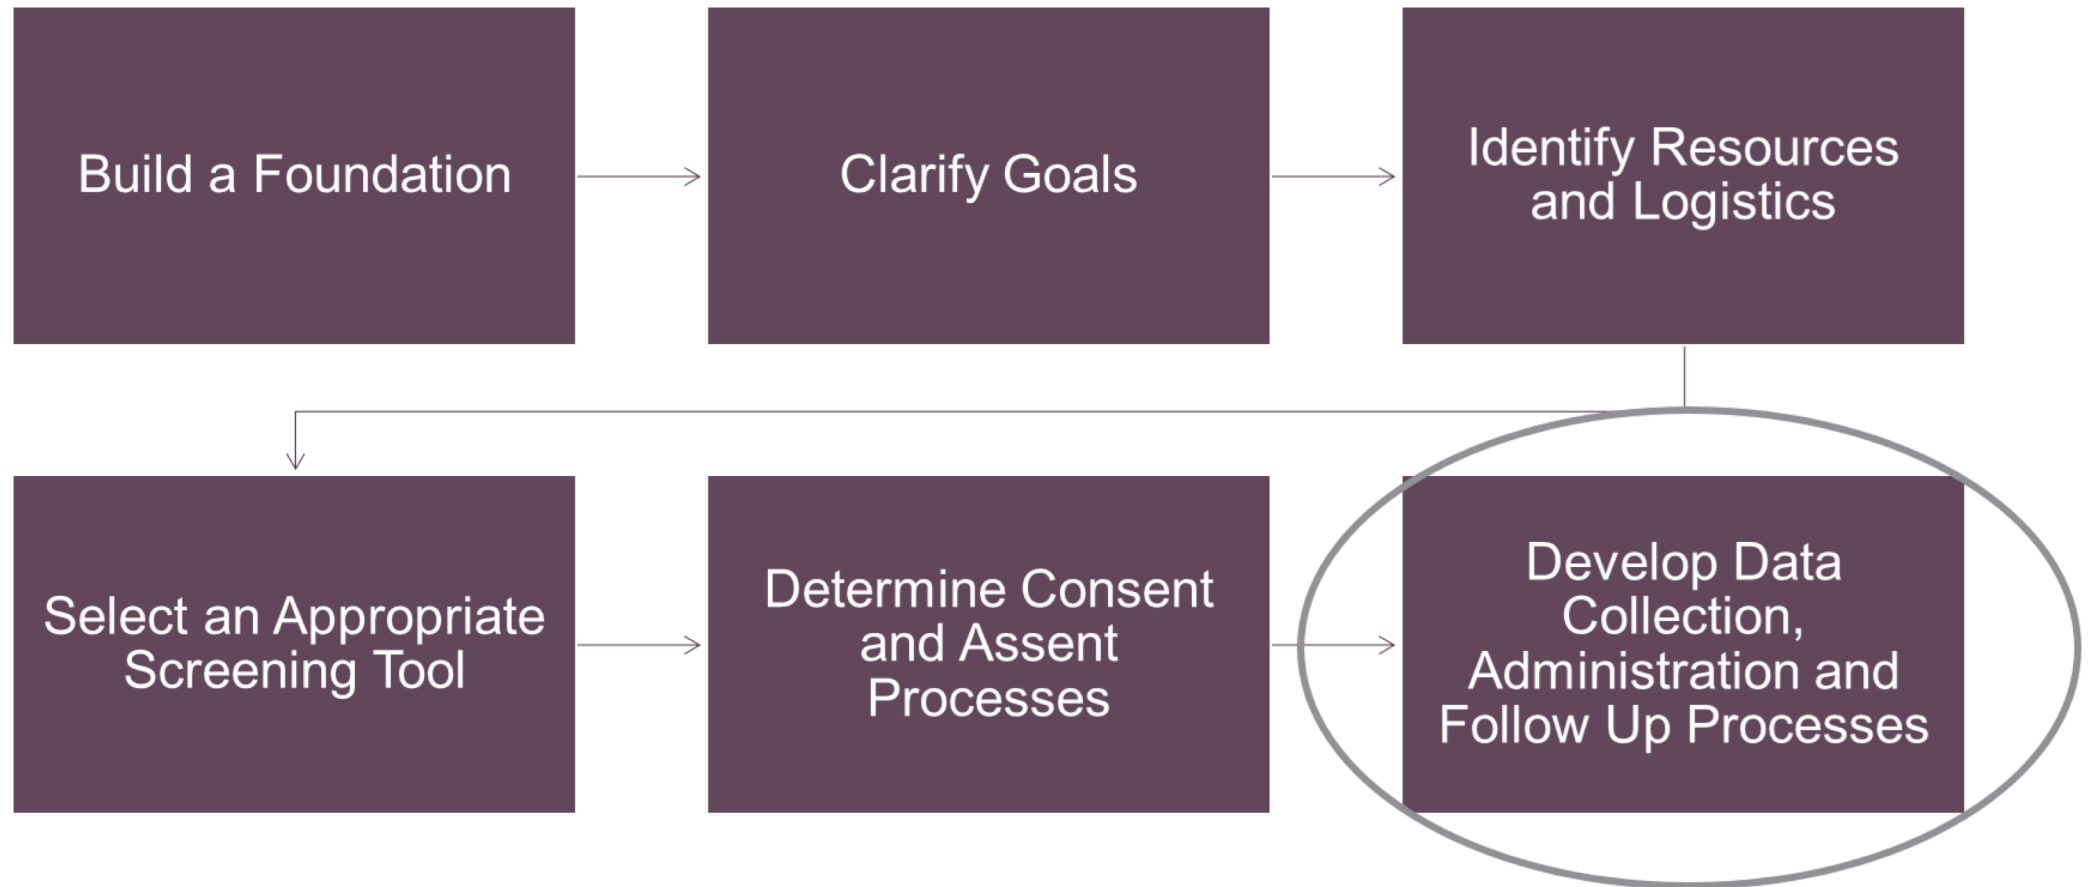 Build a Foundation
Clarify Goals
Identify Resources
and Logistics
Select an Appropriate
Screening Tool
Determine Consent
and Assent
Processes
Develop Data
Collection,
Administration and
Follow Up Processes